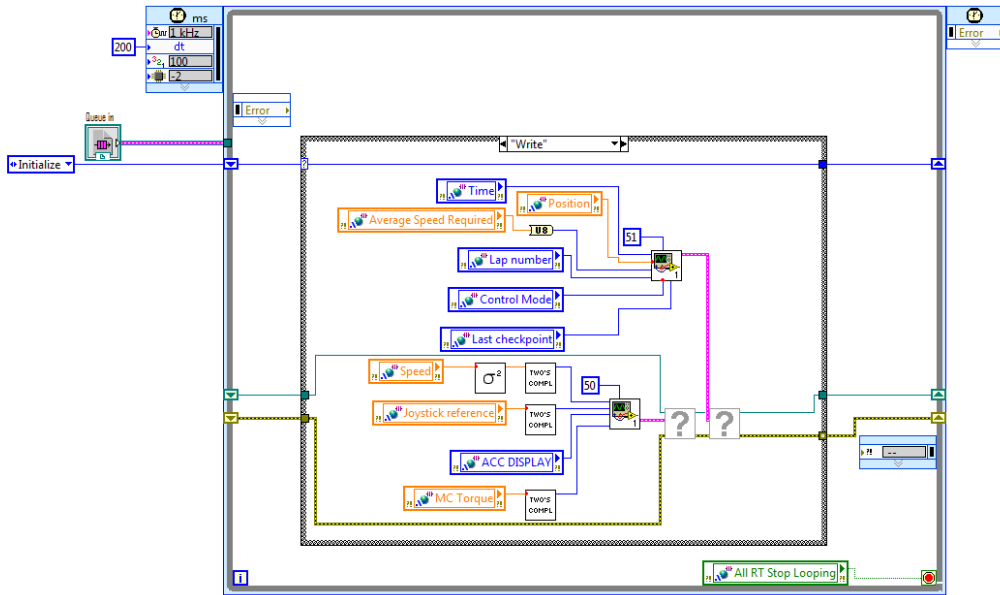 ms
1 kHz
200
dt
100
-2
Error
Error
Queue in
Initialize
"Write"
?
Time
Position
Average Speed Required
U8
51
Lap number
1
Control Mode
Last checkpoint
Speed
σ²
TWO'S
COMPL
50
Joystick reference
TWO'S
COMPL
1
? ?
--
ACC DISPLAY
MC Torque
TWO'S
COMPL
i
All RT Stop Looping